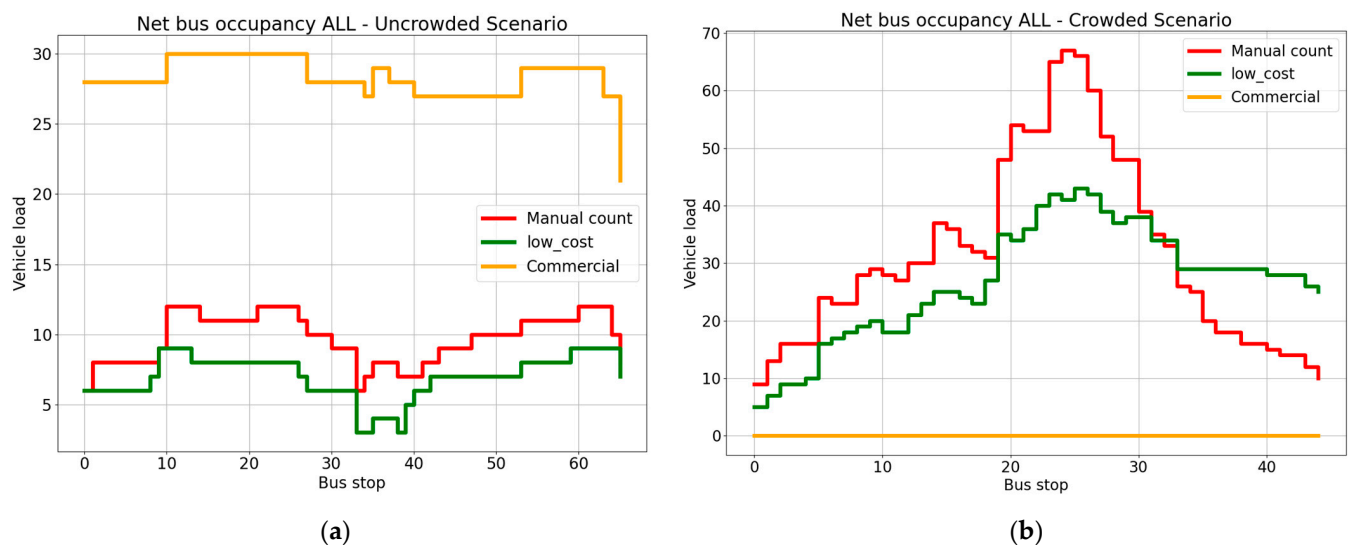 Net bus occupancy ALL - Uncrowded Scenario
30
25
20
15
10
5
Vehicle load
Manual count
low_cost
Commercial
0 10 20 30 40 50 60
Bus stop
(a)
Net bus occupancy ALL - Crowded Scenario
70
60
50
40
30
20
10
0
Vehicle load
Manual count
low_cost
Commercial
0 10 20 30 40
Bus stop
(b)